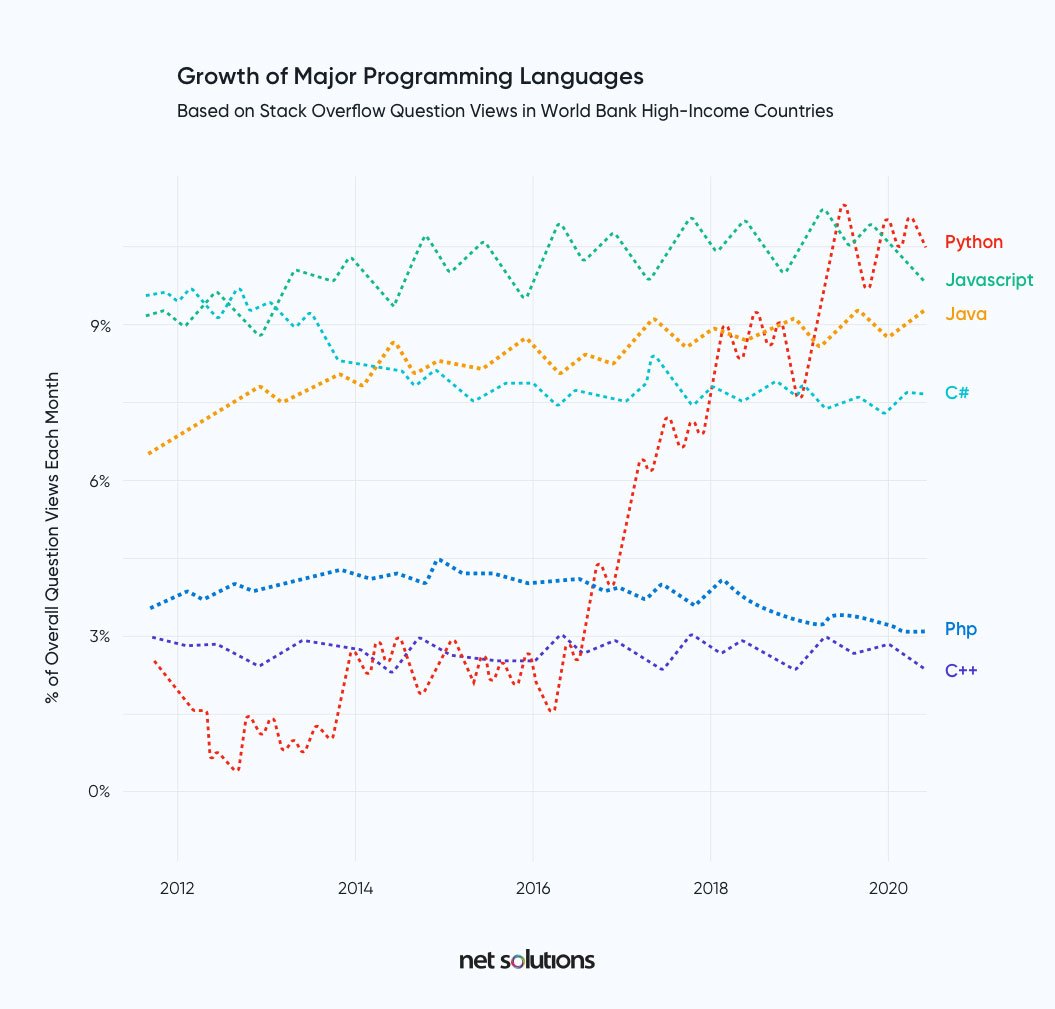 Growth of Major Programming Languages
Based on Stack Overflow Question Views in World Bank High-Income Countries
% of Overall Question Views Each Month
9%
6%
3%
0%
Python
Javascript
Java
C#
Php
C++
2012 2014 2016 2018 2020
net solutions